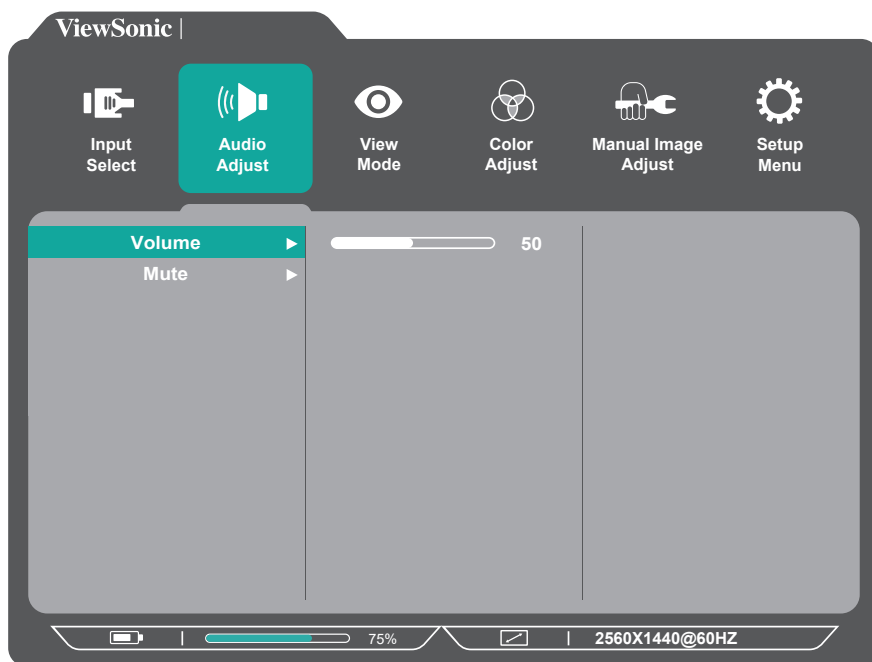 ViewSonic
Input Select
Audio Adjust
View Mode
Color Adjust
Manual Image Adjust
Setup Menu
Volume 50
Mute
75% 2560X1440@60HZ